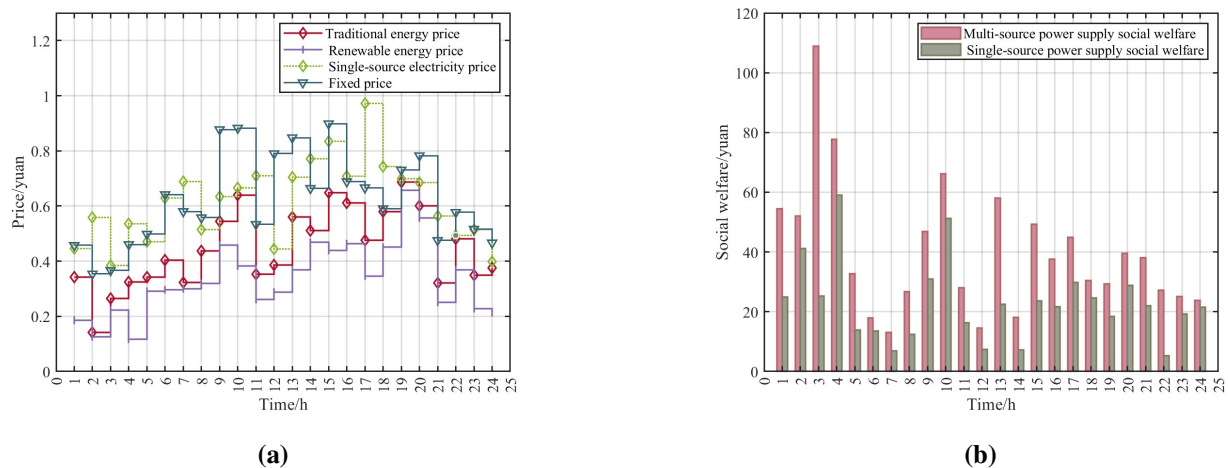 1.2
1
0.8
0.6
0.4
0.2
0
Price/yuan
Traditional energy price
Renewable energy price
Single-source electricity price
Fixed price
0 1 2 3 4 5 6 7 8 9 10 11 12 13 14 15 16 17 18 19 20 21 22 23 24 25
Time/h
(a)
120
100
80
60
40
20
0
Social welfare/yuan
Multi-source power supply social welfare
Single-source power supply social welfare
0 1 2 3 4 5 6 7 8 9 10 11 12 13 14 15 16 17 18 19 20 21 22 23 24 25
Time/h
(b)